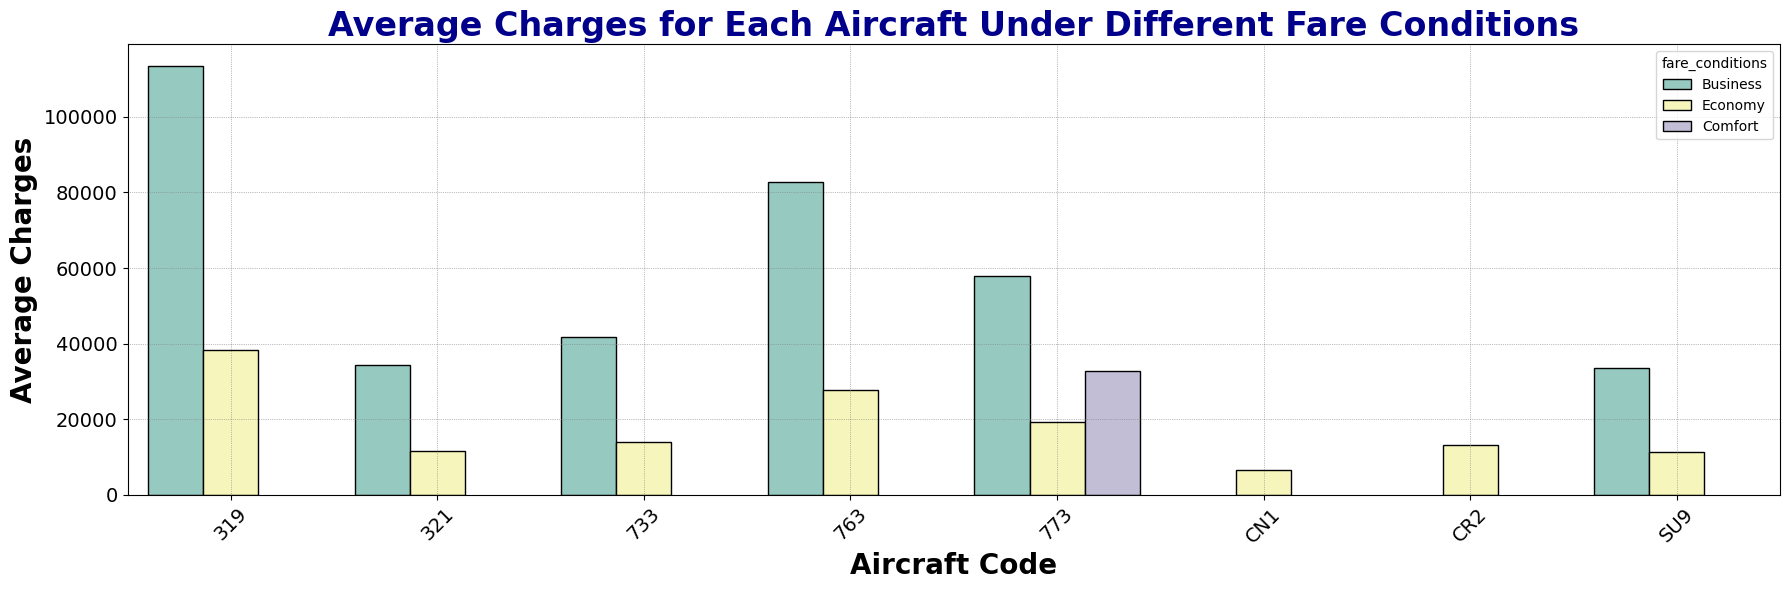 Average Charges for Each Aircraft Under Different Fare Conditions
fare_conditions
Business
Economy
Comfort
Average Charges
100000
80000
60000
40000
20000
0
319
321
733
763
773
CN1
CR2
SU9
Aircraft Code